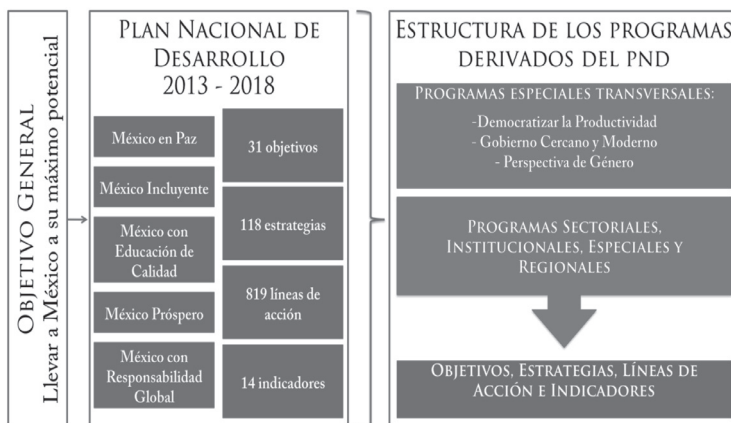 OBJETIVO GENERAL
Llevar a México a su máximo potencial
PLAN NACIONAL DE
DESARROLLO
2013 - 2018
México en Paz
México Incluyente
México con
Educación de
Calidad
México Próspero
México con
Responsabilidad
Global
31 objetivos
118 estrategias
819 líneas de
acción
14 indicadores
ESTRUCTURA DE LOS PROGRAMAS
DERIVADOS DEL PND
PROGRAMAS ESPECIALES TRANSVERSALES:
-Democratizar la Productividad
- Gobierno Cercano y Moderno
- Perspectiva de Género
PROGRAMAS SECTORIALES,
INSTITUCIONALES, ESPECIALES Y
REGIONALES
OBJETIVOS, ESTRATEGIAS, LÍNEAS DE
ACCIÓN E INDICADORES